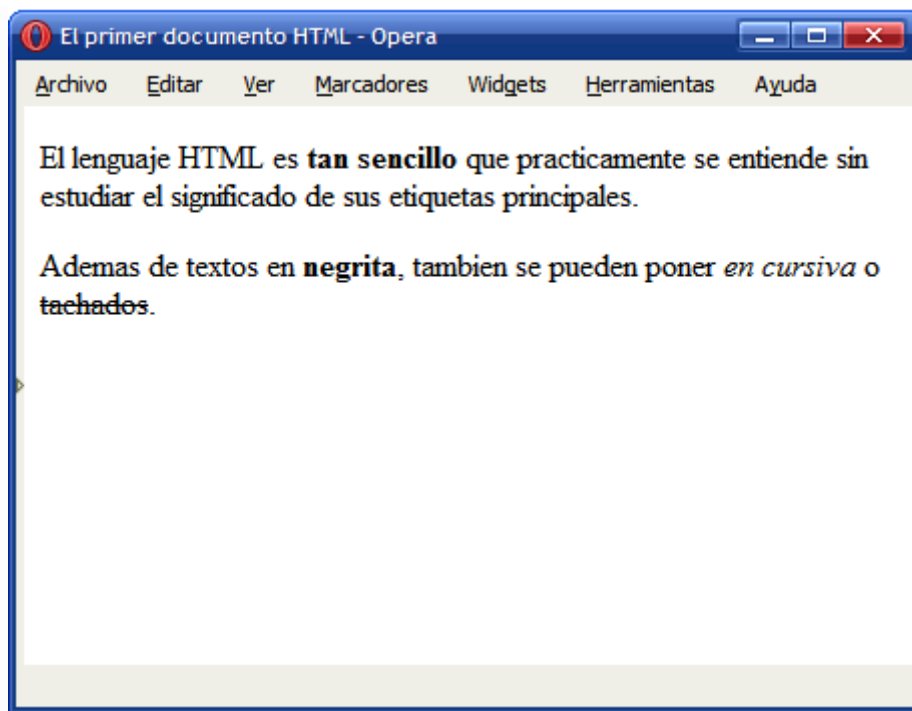 El primer documento HTML - Opera
Archivo Editar Ver Marcadores Widgets Herramientas Ayuda
El lenguaje HTML es tan sencillo que practicamente se entiende sin
estudiar el significado de sus etiquetas principales.
Ademas de textos en negrita, tambien se pueden poner en cursiva o
tachados.